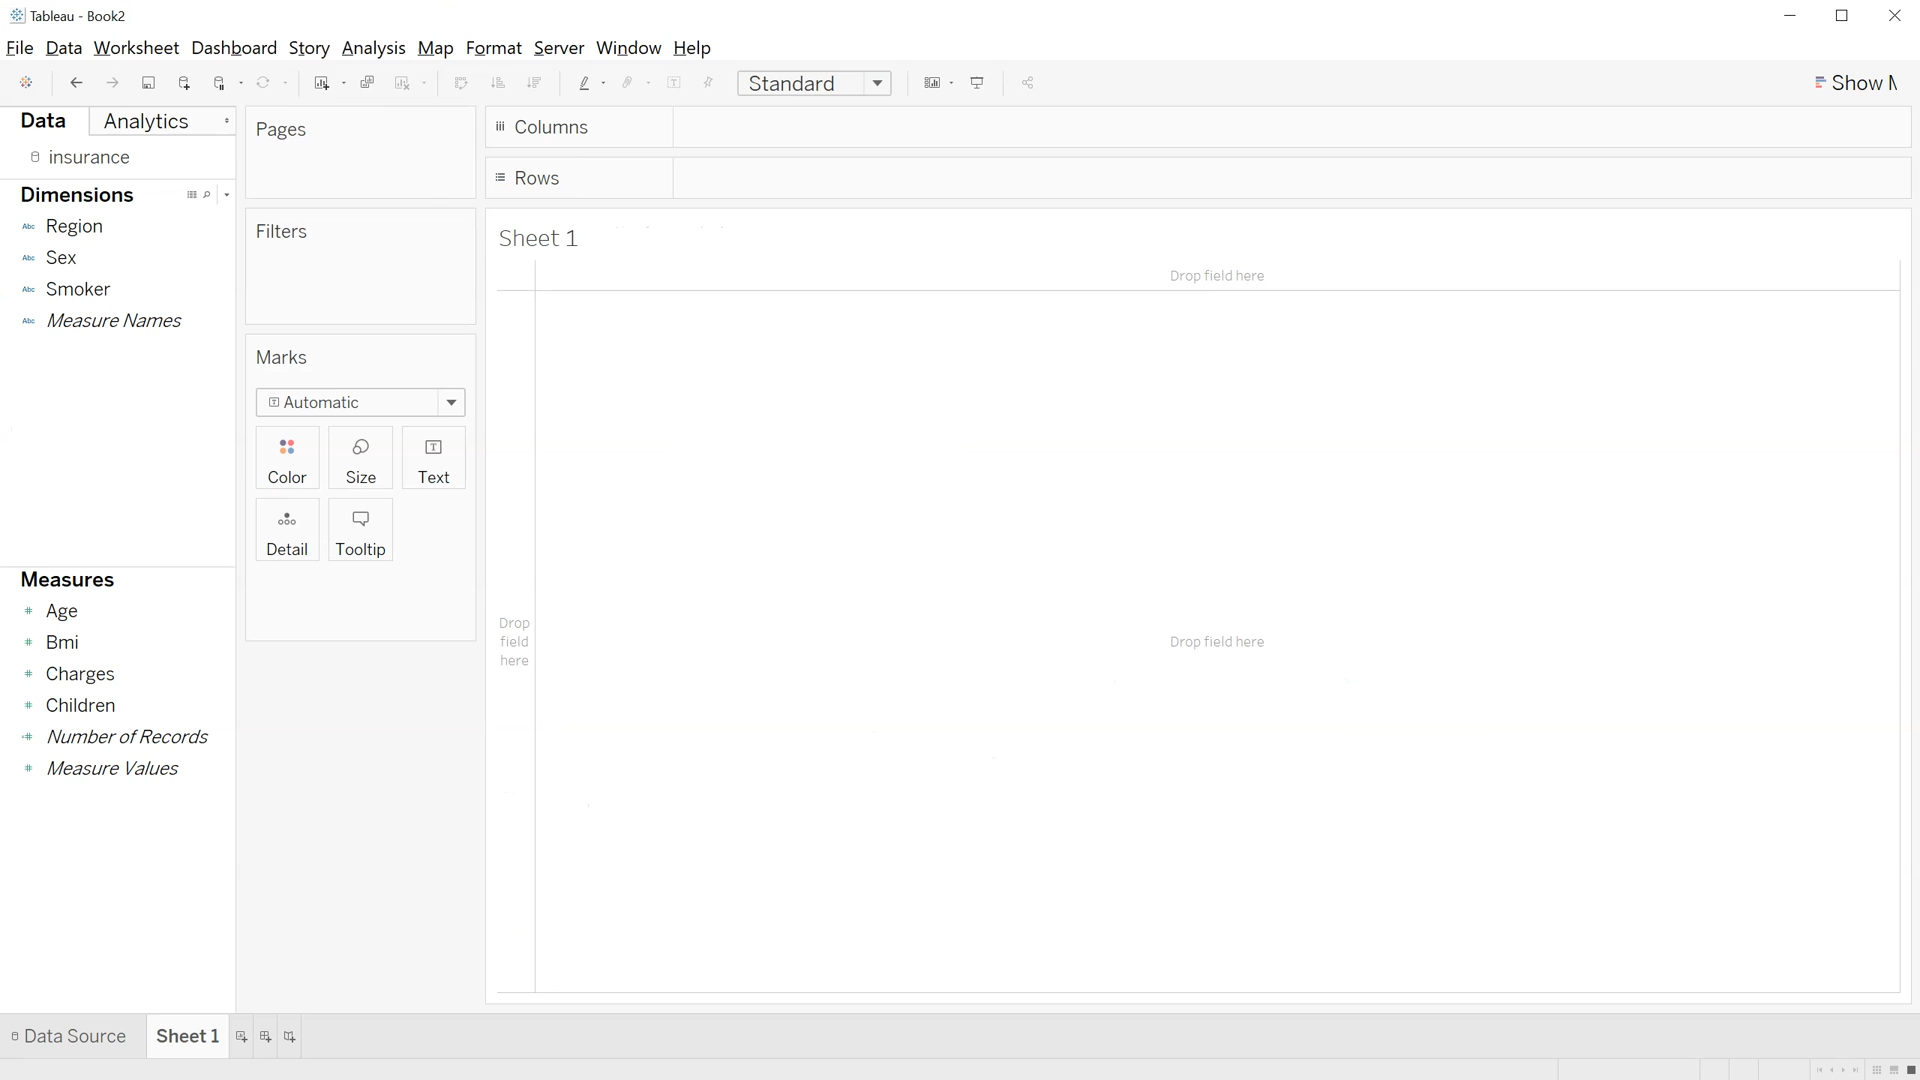 Tableau - Book2
File Data Worksheet Dashboard Story Analysis Map Format Server Window Help
Standard
Show M
Data
Analytics
insurance
Dimensions
Abc Region
Abc Sex
Abc Smoker
Abc Measure Names
Measures
# Age
# Bmi
# Charges
# Children
=# Number of Records
# Measure Values
Pages
Filters
Marks
Automatic
Color
Size
Text
Detail
Tooltip
Columns
Rows
Sheet 1
Drop field here
Drop
field
here
Drop field here
Data Source
Sheet 1